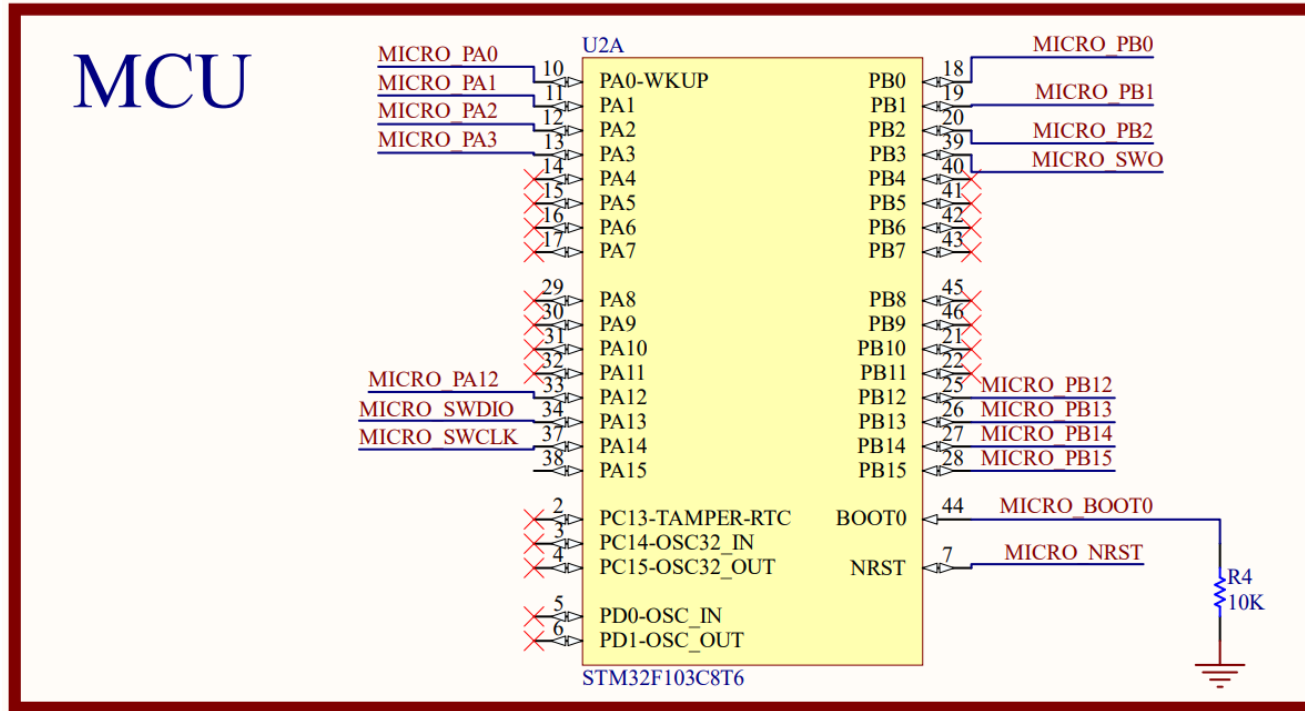 MCU
U2A
MICRO_PA0 10 PA0-WKUP PB0 18 MICRO_PB0
MICRO_PA1 11 PA1 PB1 19 MICRO_PB1
MICRO_PA2 12 PA2 PB2 20 MICRO_PB2
MICRO_PA3 13 PA3 PB3 39 MICRO_SWO
14 PA4 PB4 40
15 PA5 PB5 41
16 PA6 PB6 42
17 PA7 PB7 43
29 PA8 PB8 45
30 PA9 PB9 46
31 PA10 PB10 21
32 PA11 PB11 22
MICRO_PA12 33 PA12 PB12 25 MICRO_PB12
MICRO_SWDIO 34 PA13 PB13 26 MICRO_PB13
MICRO_SWCLK 37 PA14 PB14 27 MICRO_PB14
38 PA15 PB15 28 MICRO_PB15
2 PC13-TAMPER-RTC BOOT0 44 MICRO_BOOT0
3 PC14-OSC32_IN
4 PC15-OSC32_OUT NRST 7 MICRO_NRST
R4
10K
5 PD0-OSC_IN
6 PD1-OSC_OUT
STM32F103C8T6